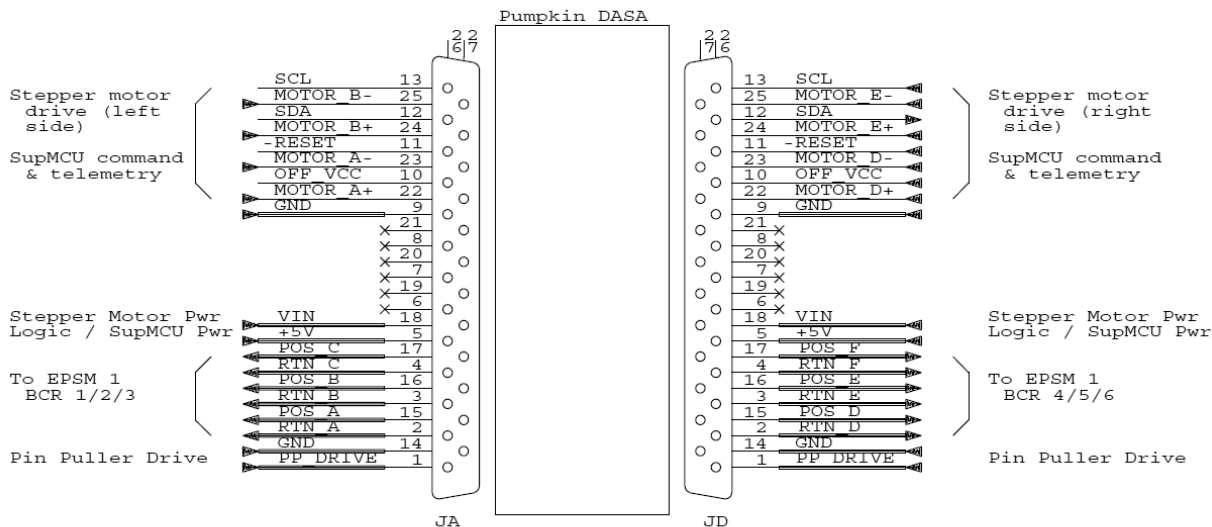 Pumpkin DASA
2 2
6 7
2 2
7 6
SCL 13
MOTOR_B- 25
SDA 12
MOTOR_B+ 24
-RESET 11
MOTOR_A- 23
OFF_VCC 10
MOTOR_A+ 22
GND 9
21
8
20
7
19
6
VIN 18
+5V 5
POS_C 17
RTN_C 4
POS_B 16
RTN_B 3
POS_A 15
RTN_A 2
GND 14
PP_DRIVE 1
Stepper motor
drive (left
side)
SupMCU command
& telemetry
Stepper Motor Pwr
Logic / SupMCU Pwr
To EPSM 1
BCR 1/2/3
Pin Puller Drive
JA
13 SCL
25 MOTOR_E-
12 SDA
24 MOTOR_E+
11 -RESET
23 MOTOR_D-
10 OFF_VCC
22 MOTOR_D+
9 GND
21
8
20
7
19
6
18 VIN
5 +5V
17 POS_F
4 RTN_F
16 POS_E
3 RTN_E
15 POS_D
2 RTN_D
14 GND
1 PP_DRIVE
Stepper motor
drive (right
side)
SupMCU command
& telemetry
Stepper Motor Pwr
Logic / SupMCU Pwr
To EPSM 1
BCR 4/5/6
Pin Puller Drive
JD